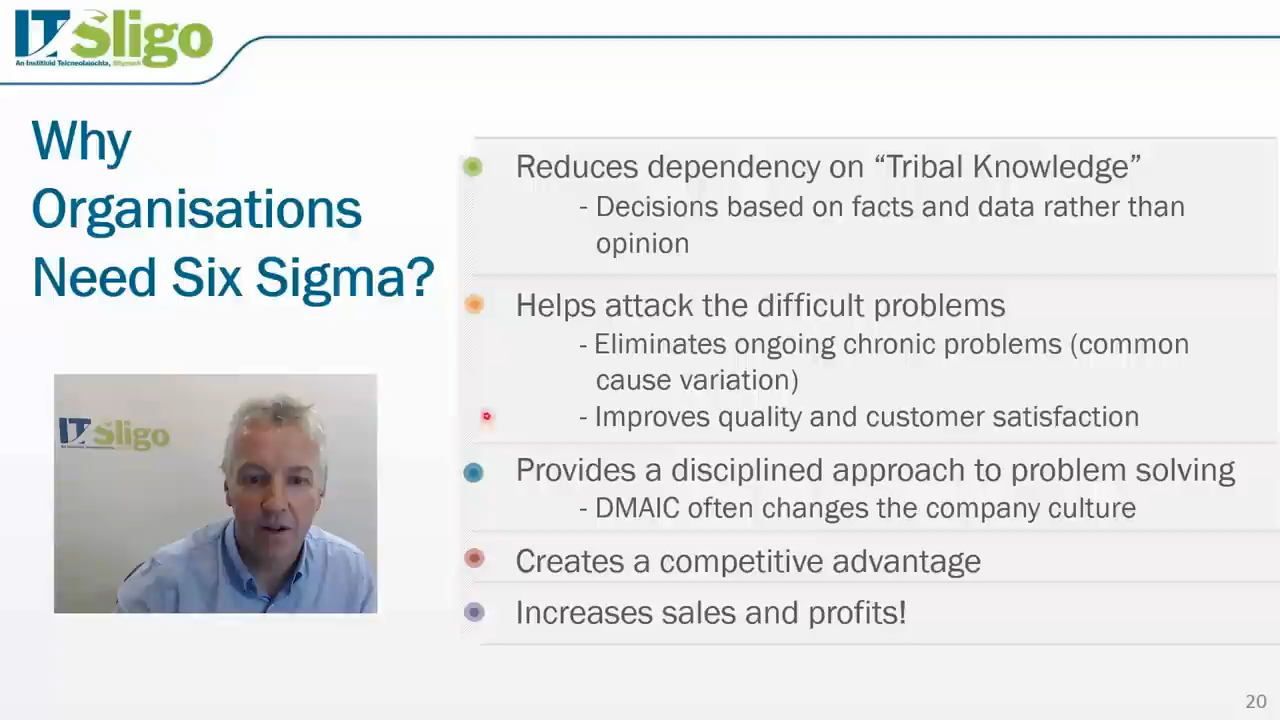 IT Sligo
An Institiúid Teicneolaíochta, Sligeach
Why
Organisations
Need Six Sigma?
IT Sligo
Reduces dependency on “Tribal Knowledge”
- Decisions based on facts and data rather than
opinion
Helps attack the difficult problems
- Eliminates ongoing chronic problems (common
cause variation)
- Improves quality and customer satisfaction
Provides a disciplined approach to problem solving
- DMAIC often changes the company culture
Creates a competitive advantage
Increases sales and profits!
20